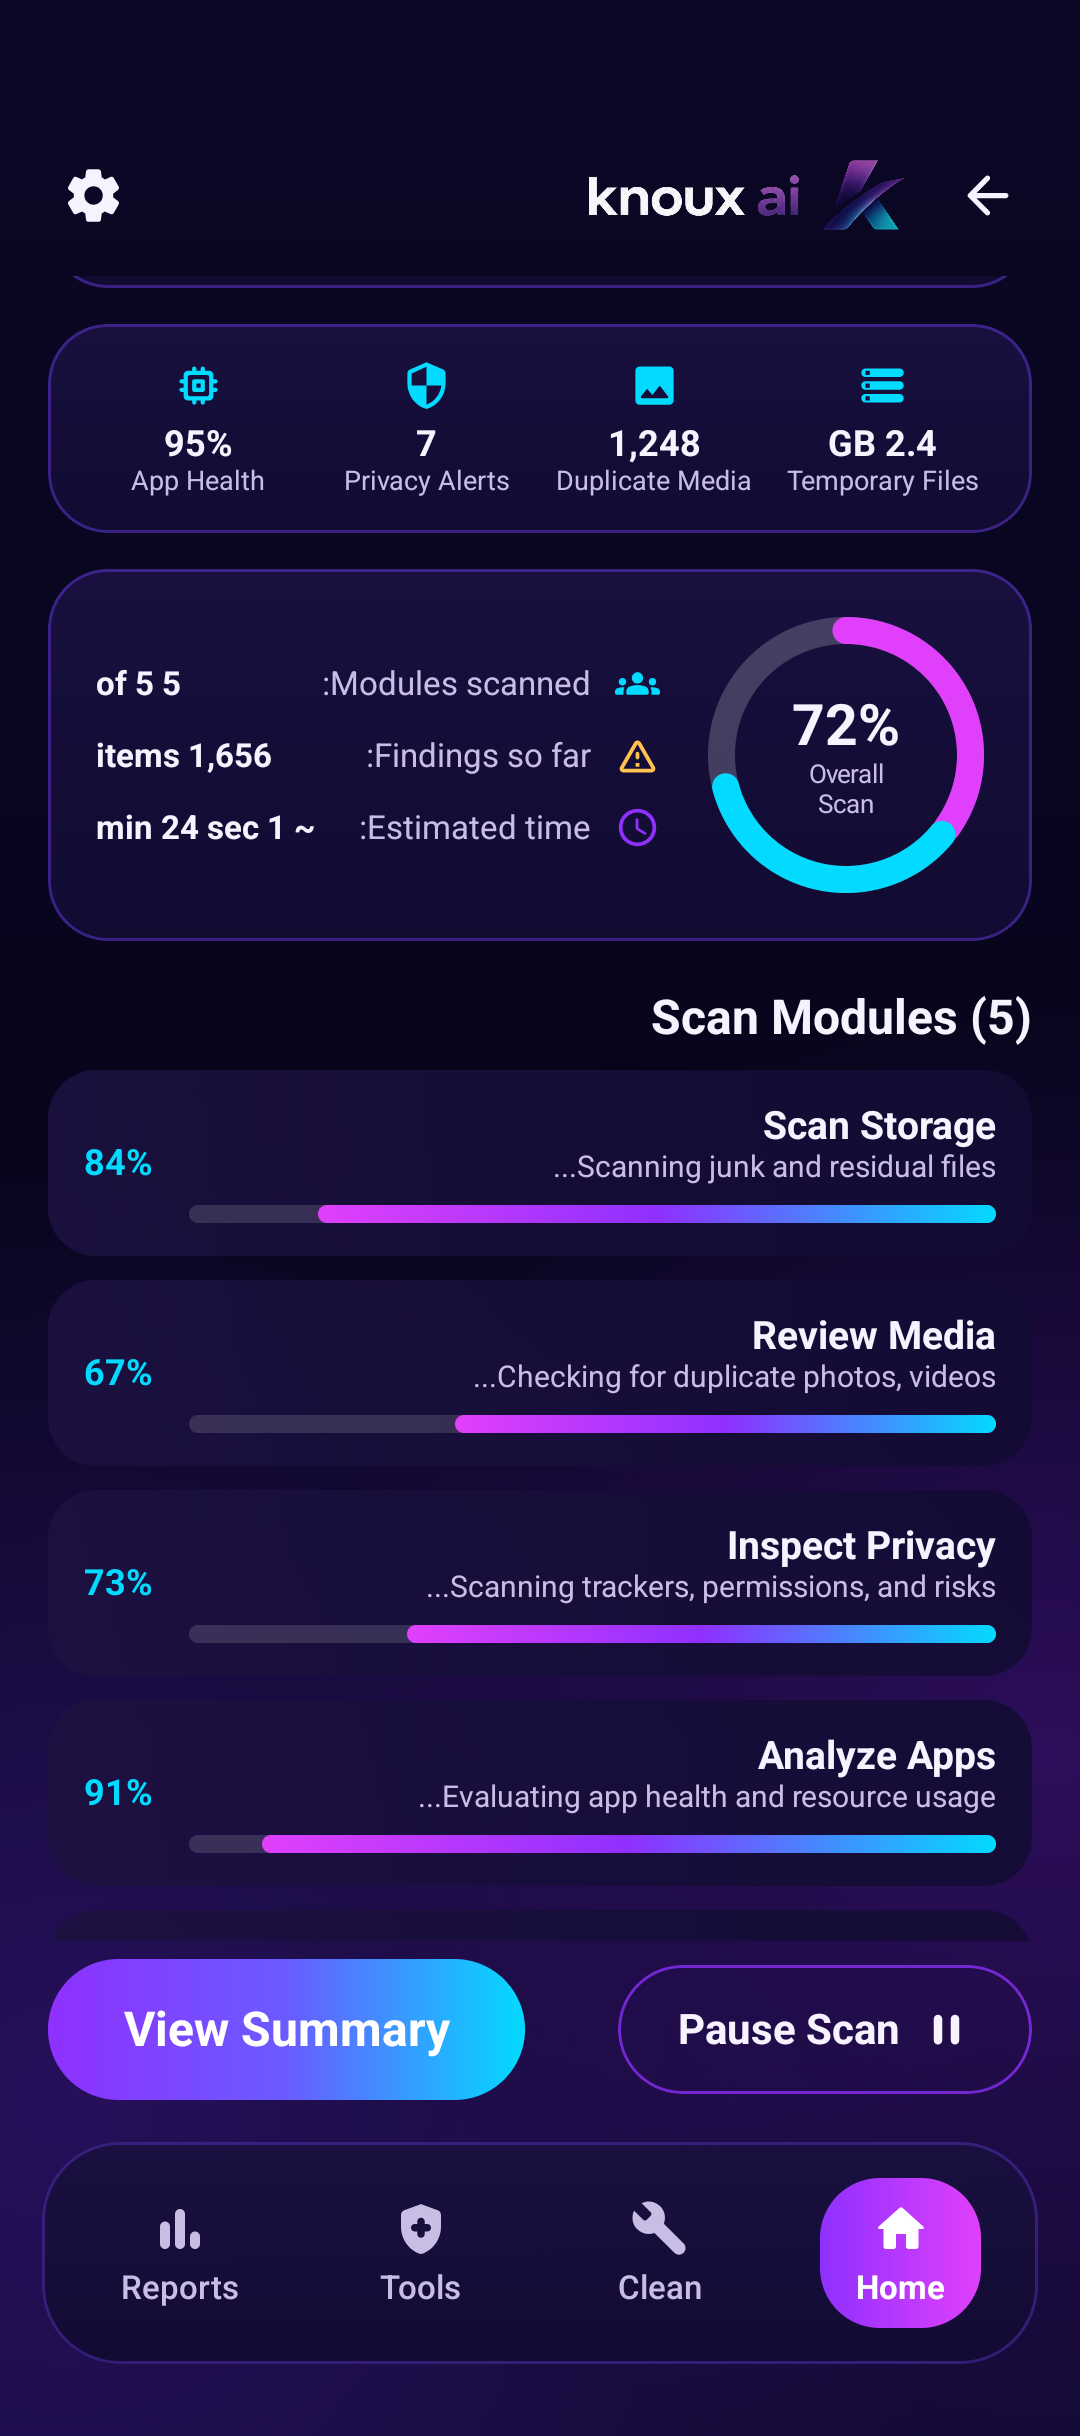 knoux ai
95%
App Health
7
Privacy Alerts
1,248
Duplicate Media
GB 2.4
Temporary Files
of 5 5
:Modules scanned
items 1,656
:Findings so far
min 24 sec 1 ~
:Estimated time
72%
Overall
Scan
Scan Modules (5)
Scan Storage
...Scanning junk and residual files
84%
Review Media
...Checking for duplicate photos, videos
67%
Inspect Privacy
...Scanning trackers, permissions, and risks
73%
Analyze Apps
...Evaluating app health and resource usage
91%
View Summary
Pause Scan
Reports
Tools
Clean
Home